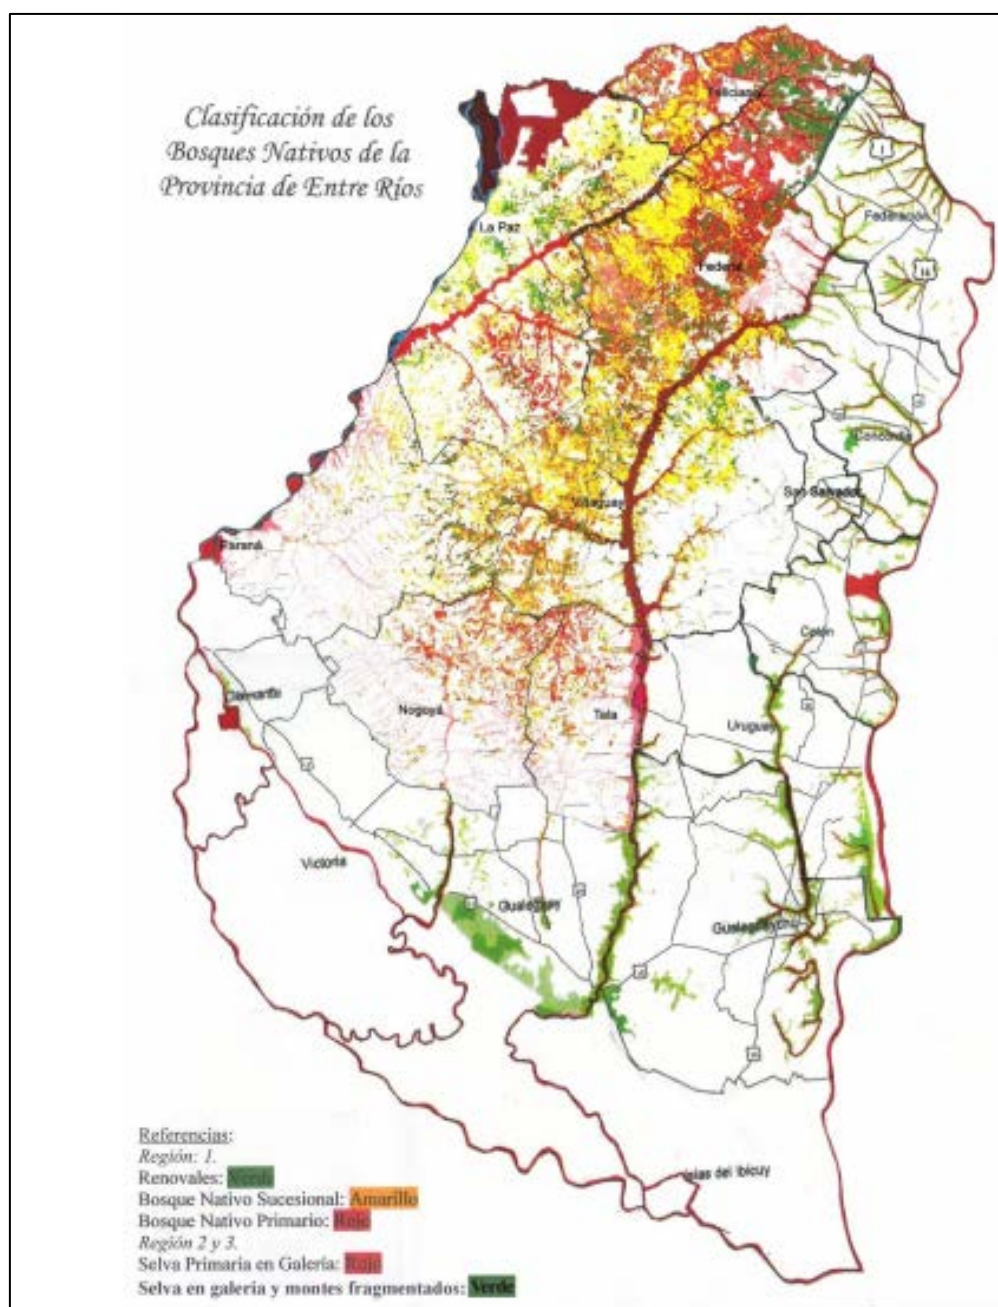 Clasificación de los
Bosques Nativos de la
Provincia de Entre Ríos
Feliciano
1
La Paz
Federación
Federal
14
Concordia
San Salvador
Villaguay
Paraná
Colón
Diamante
Nogoyá
Tala
Uruguay
Victoria
Gualeguay
Gualeguaychú
Islas del Ibicuy
Referencias:
Región: 1.
Renovales: Verde
Bosque Nativo Sucesional: Amarillo
Bosque Nativo Primario: Rojo
Región 2 y 3.
Selva Primaria en Galería: Rojo
Selva en galeria y montes fragmentados: Verde